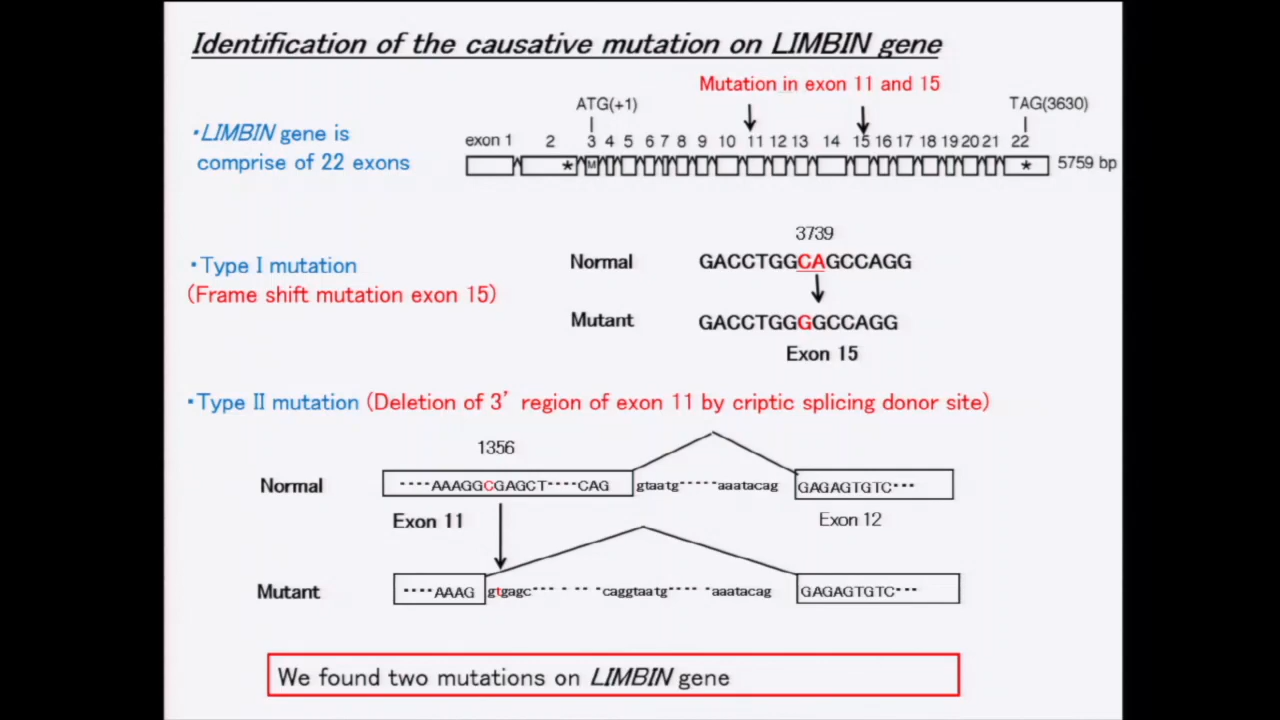 Identification of the causative mutation on LIMBIN gene
Mutation in exon 11 and 15
ATG(+1)
TAG(3630)
・LIMBIN gene is
comprise of 22 exons
exon 1 2 3 4 5 6 7 8 9 10 11 12 13 14 15 16 17 18 19 20 21 22
* M *
5759 bp
3739
・Type I mutation
(Frame shift mutation exon 15)
Normal GACCTGGCAGCCAGG
Mutant GACCTGGGGCCAGG
Exon 15
・Type II mutation (Deletion of 3’ region of exon 11 by criptic splicing donor site)
1356
Normal ····AAAGGCGAGCT····CAG gtaatg·····aaatacag GAGAGTGTC···
Exon 11 Exon 12
Mutant ····AAAG gtgagc··· · · ···caggtaatg·····aaatacag GAGAGTGTC···
We found two mutations on LIMBIN gene